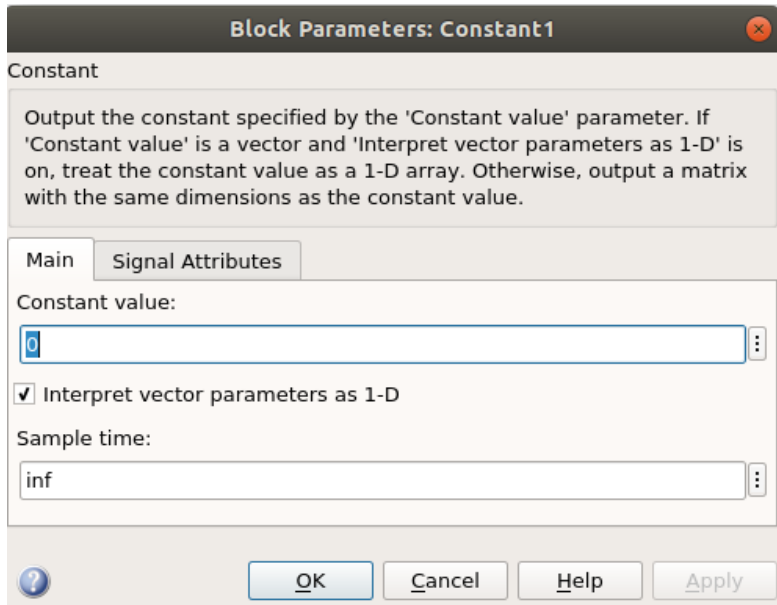 Block Parameters: Constant1
Constant
Output the constant specified by the 'Constant value' parameter. If
'Constant value' is a vector and 'Interpret vector parameters as 1-D' is
on, treat the constant value as a 1-D array. Otherwise, output a matrix
with the same dimensions as the constant value.
Main Signal Attributes
Constant value:
0
Interpret vector parameters as 1-D
Sample time:
inf
? OK Cancel Help Apply